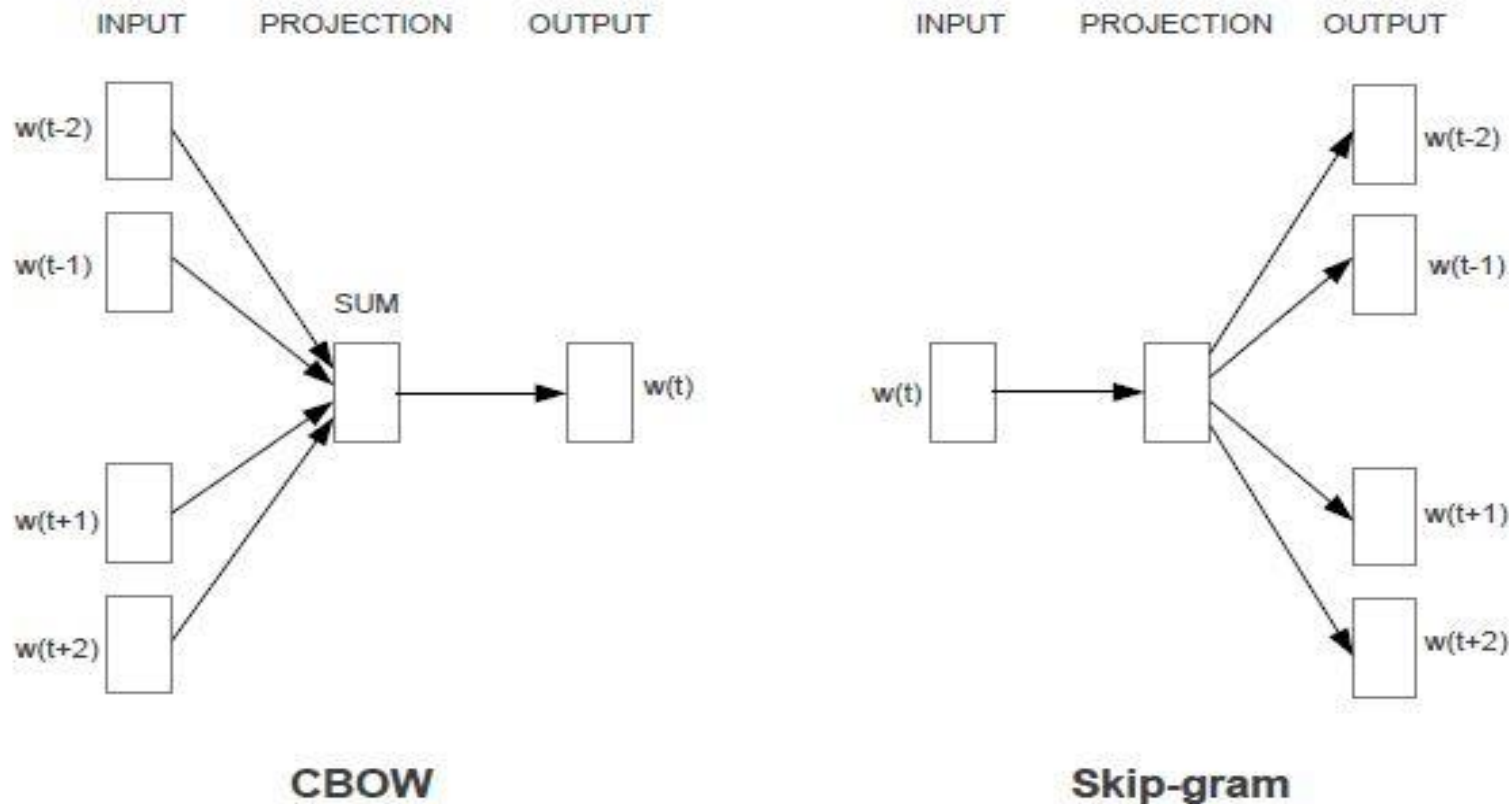 INPUT PROJECTION OUTPUT
w(t-2)
w(t-1)
SUM
w(t)
w(t+1)
w(t+2)
CBOW
INPUT PROJECTION OUTPUT
w(t-2)
w(t-1)
w(t)
w(t+1)
w(t+2)
Skip-gram